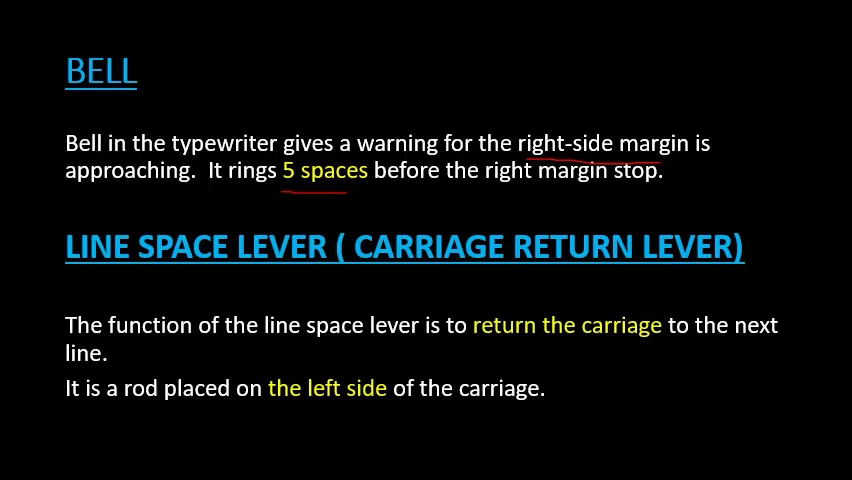 BELL
Bell in the typewriter gives a warning for the right-side margin is
approaching.  It rings 5 spaces before the right margin stop.
LINE SPACE LEVER ( CARRIAGE RETURN LEVER)
The function of the line space lever is to return the carriage to the next
line.
It is a rod placed on the left side of the carriage.